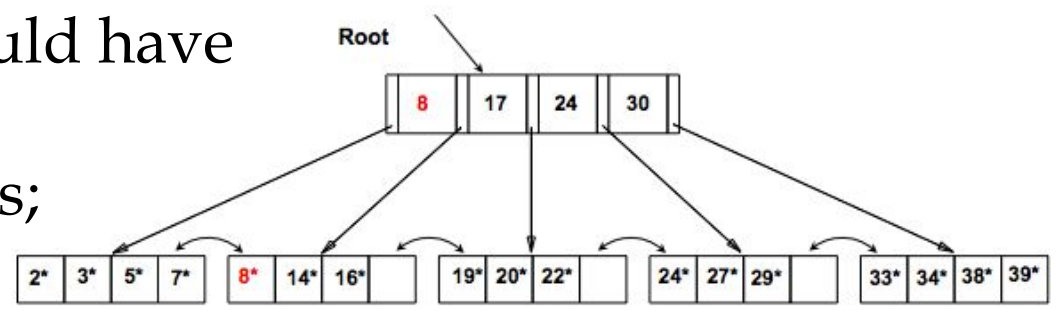 uld have
Root
8 17 24 30
s;
2* 3* 5* 7* 8* 14* 16* 19* 20* 22* 24* 27* 29* 33* 34* 38* 39*